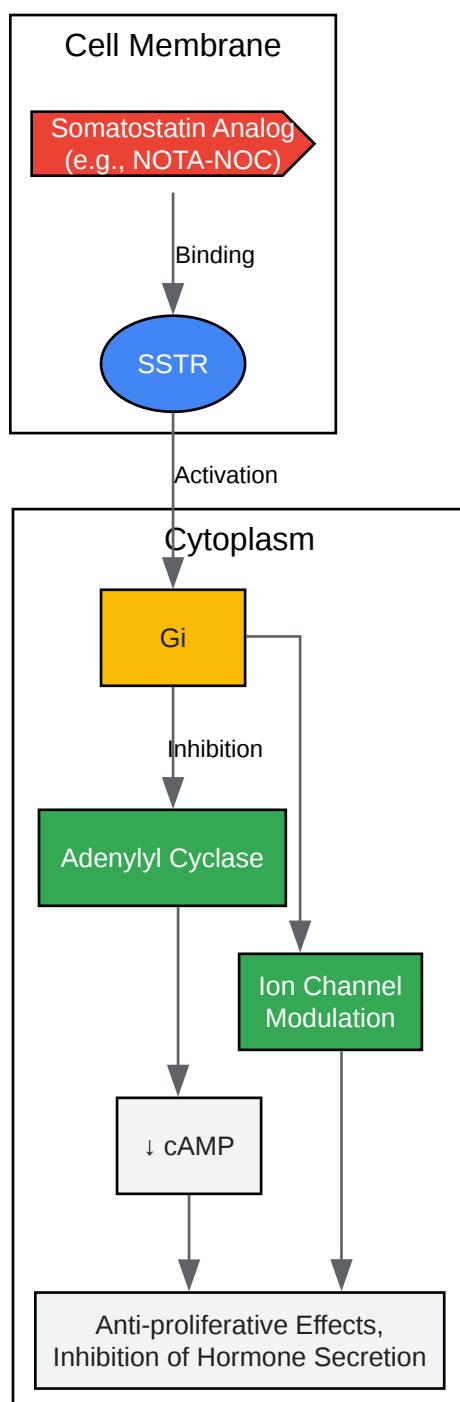 Cell Membrane
Somatostatin Analog
(e.g., NOTA-NOC)
Binding
SSTR
Activation
Cytoplasm
Gi
Inhibition
Adenylyl Cyclase
Ion Channel
Modulation
↓ cAMP
Anti-proliferative Effects,
Inhibition of Hormone Secretion